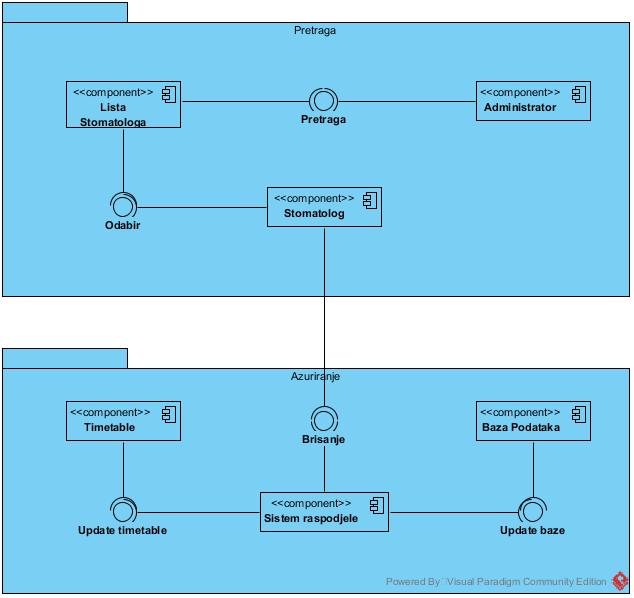 Pretraga
<<component>>
Lista
Stomatologa
Pretraga
<<component>>
Administrator
Odabir
<<component>>
Stomatolog
Azuriranje
<<component>>
Timetable
Brisanje
<<component>>
Baza Podataka
Update timetable
<<component>>
Sistem raspodjele
Update baze
Powered By Visual Paradigm Community Edition